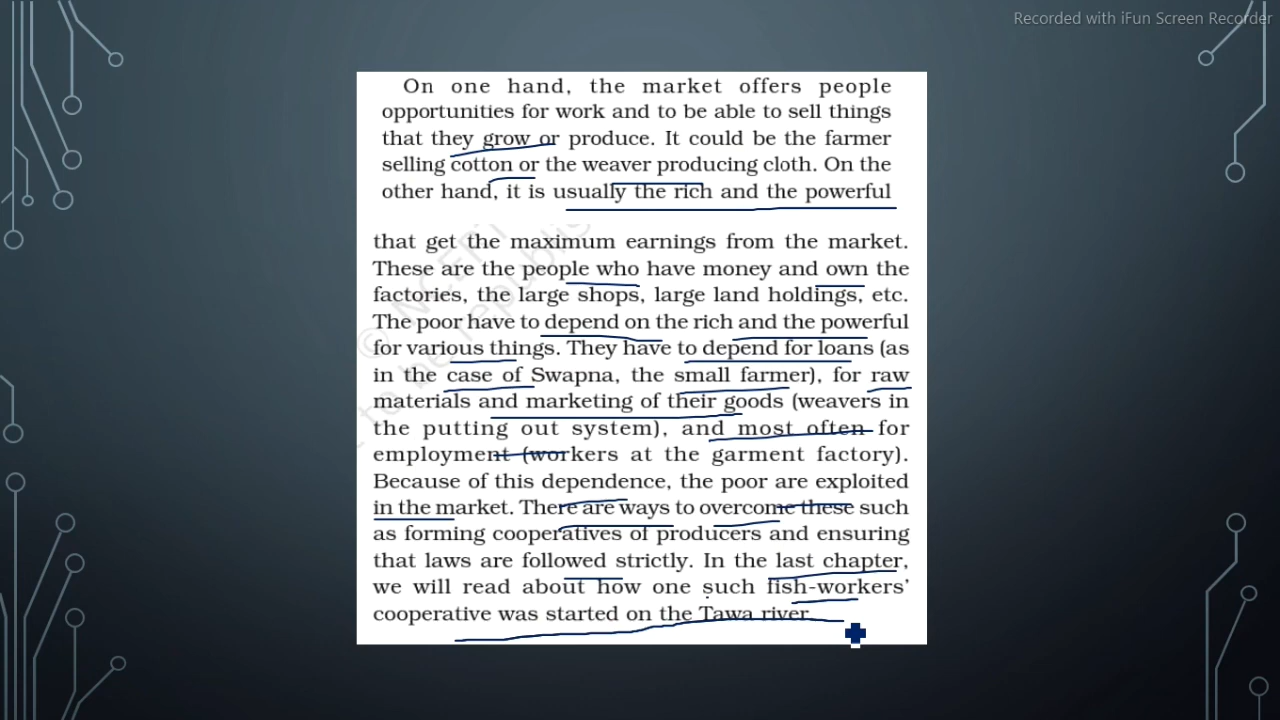 Recorded with iFun Screen Recorder
On one hand, the market offers people
opportunities for work and to be able to sell things
that they grow or produce. It could be the farmer
selling cotton or the weaver producing cloth. On the
other hand, it is usually the rich and the powerful
that get the maximum earnings from the market.
These are the people who have money and own the
factories, the large shops, large land holdings, etc.
The poor have to depend on the rich and the powerful
for various things. They have to depend for loans (as
in the case of Swapna, the small farmer), for raw
materials and marketing of their goods (weavers in
the putting out system), and most often for
employment (workers at the garment factory).
Because of this dependence, the poor are exploited
in the market. There are ways to overcome these such
as forming cooperatives of producers and ensuring
that laws are followed strictly. In the last chapter,
we will read about how one such fish-workers’
cooperative was started on the Tawa river.